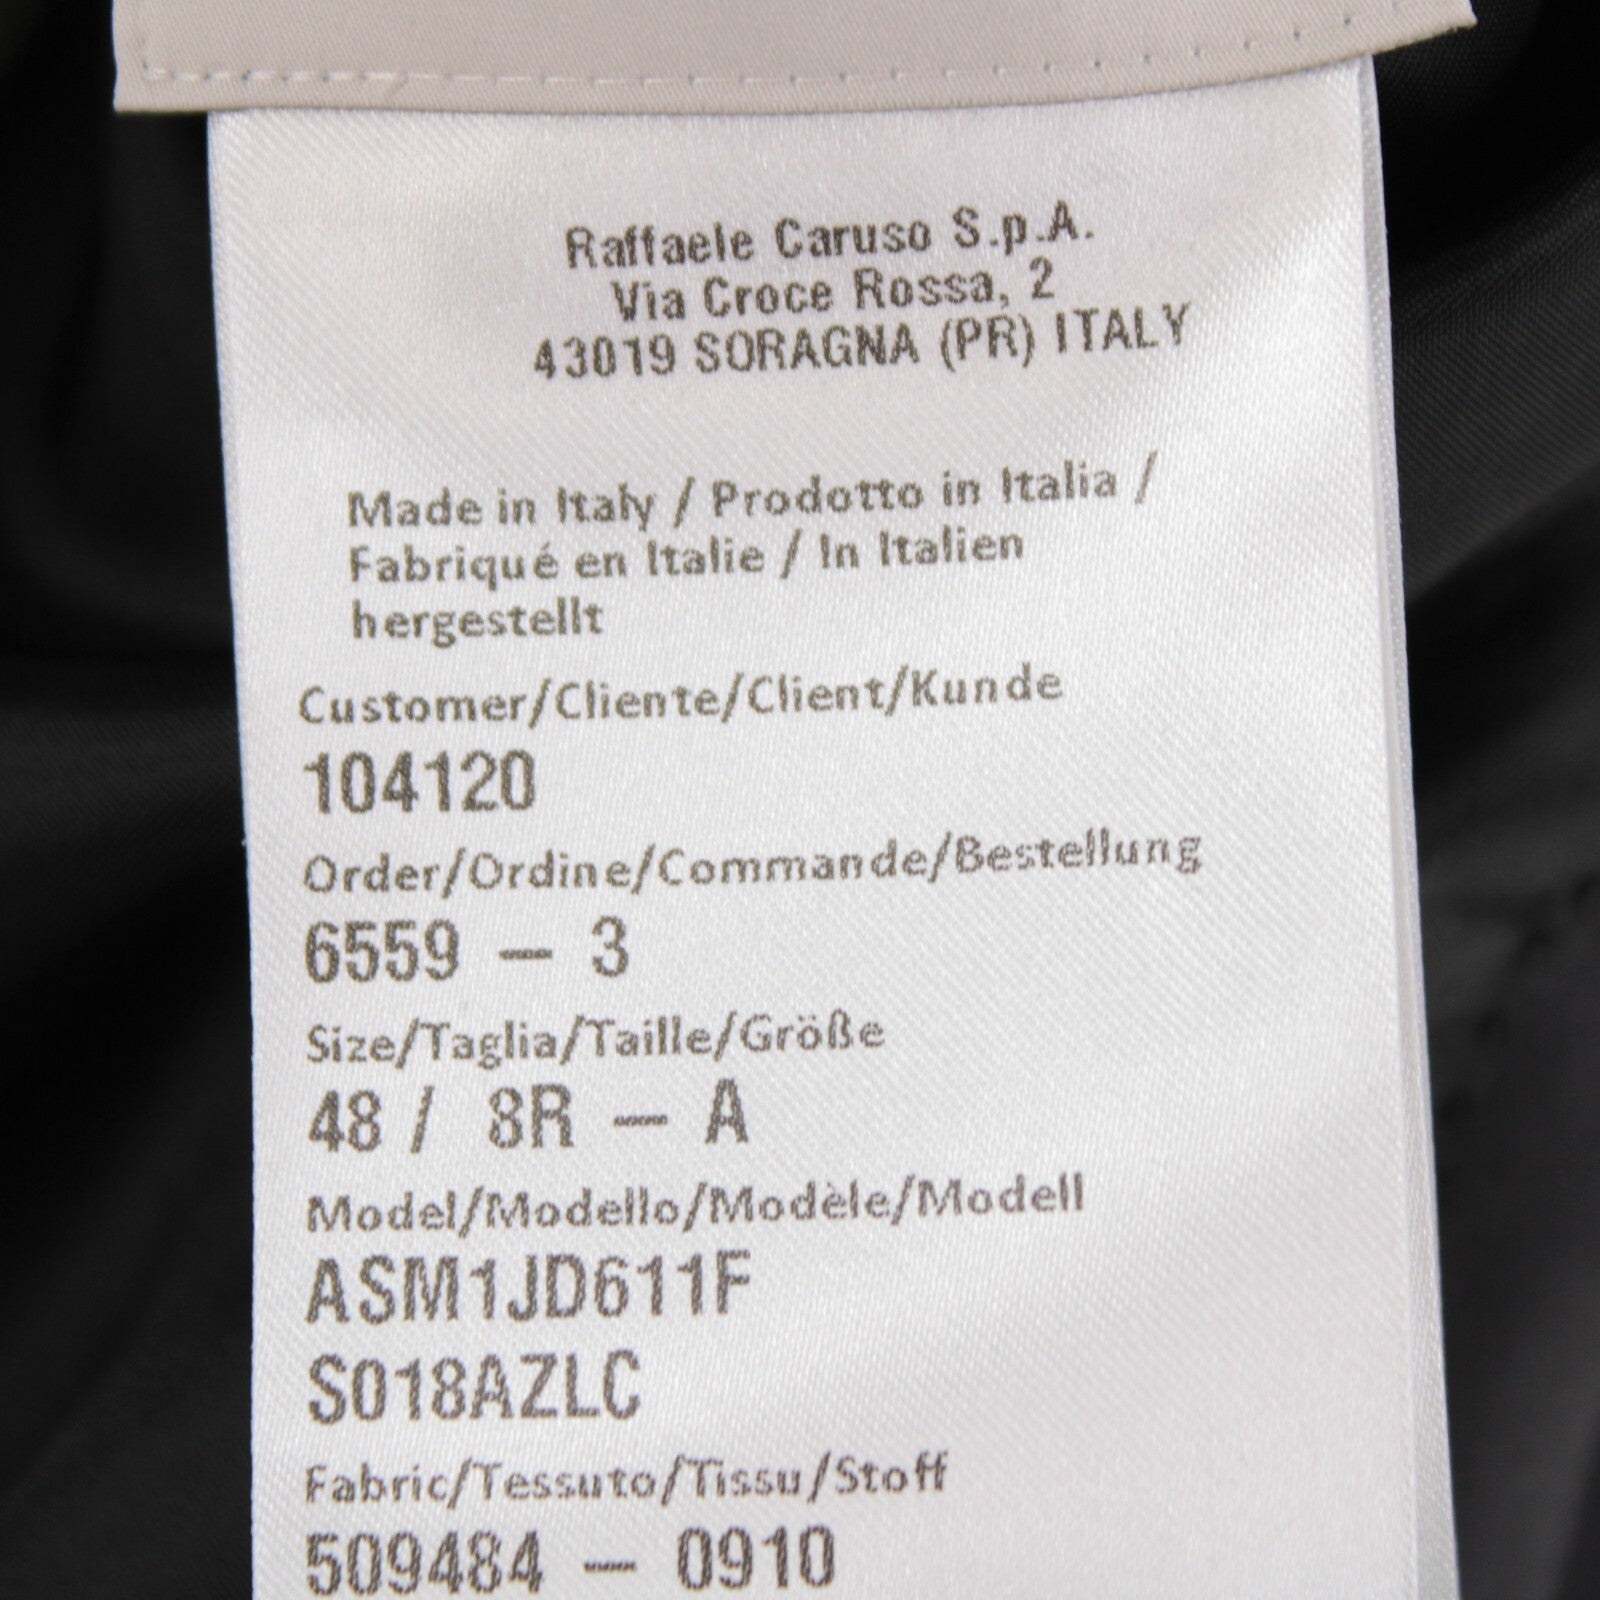 Raffaele Caruso S.p.A.
Via Croce Rossa, 2
43019 SORAGNA (PR) ITALY
Made in Italy / Prodotto in Italia /
Fabriqué en Italie / In Italien
hergestellt
Customer/Cliente/Client/Kunde
104120
Order/Ordine/Commande/Bestellung
6559 - 3
Size/Taglia/Taille/Größe
48 / 8R - A
Model/Modello/Modèle/Modell
ASM1JD611F
S018AZLC
Fabric/Tessuto/Tissu/Stoff
509484 - 0910